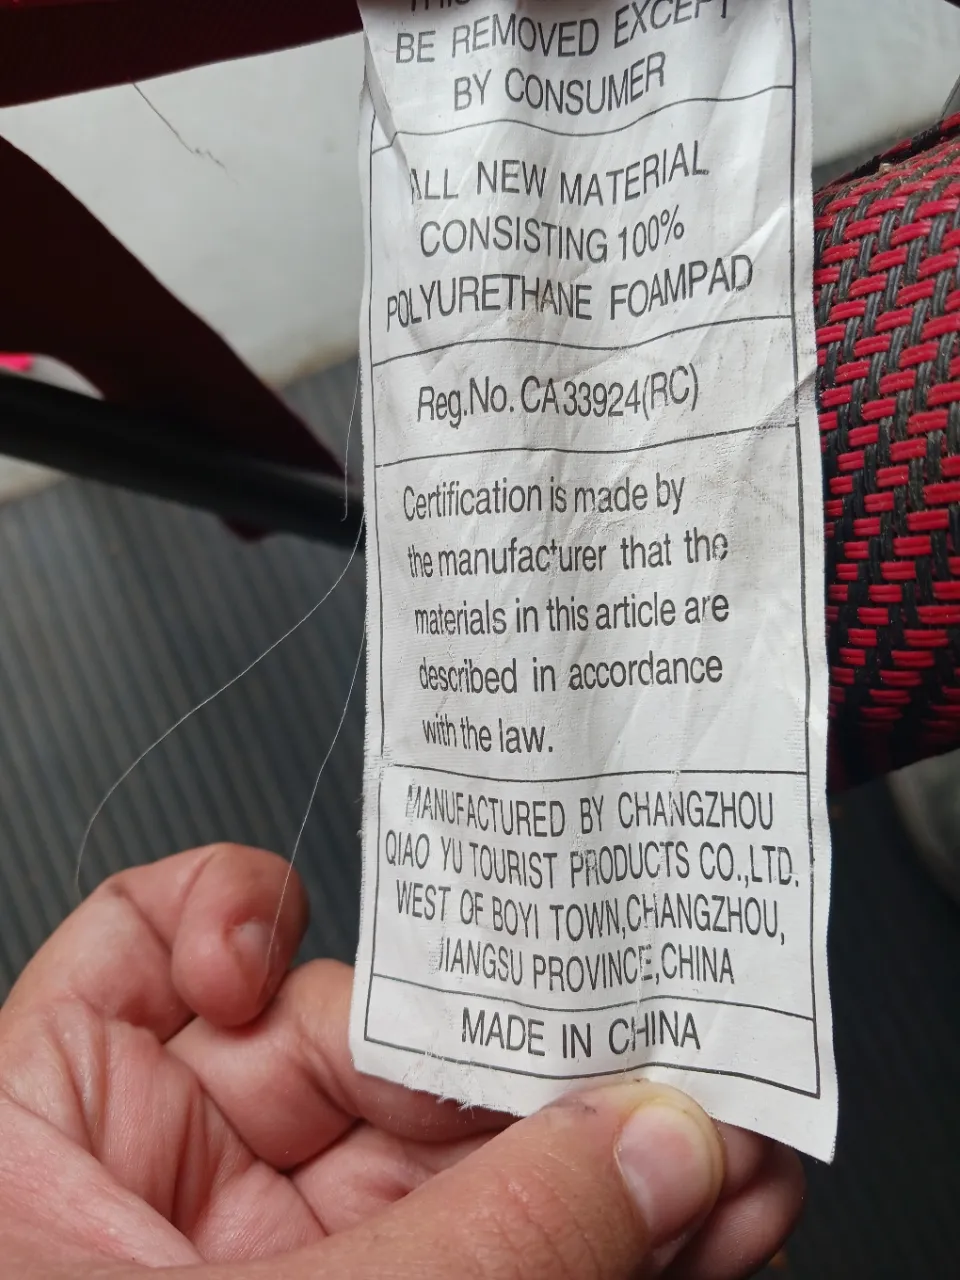 THIS
BE REMOVED EXCEPT
BY CONSUMER
ALL NEW MATERIAL
CONSISTING 100%
POLYURETHANE FOAMPAD
Reg.No. CA33924(RC)
Certification is made by
the manufacturer that the
materials in this article are
described in accordance
with the law.
MANUFACTURED BY CHANGZHOU
QIAO YU TOURIST PRODUCTS CO.,LTD.
WEST OF BOYI TOWN,CHANGZHOU,
JIANGSU PROVINCE,CHINA
MADE IN CHINA